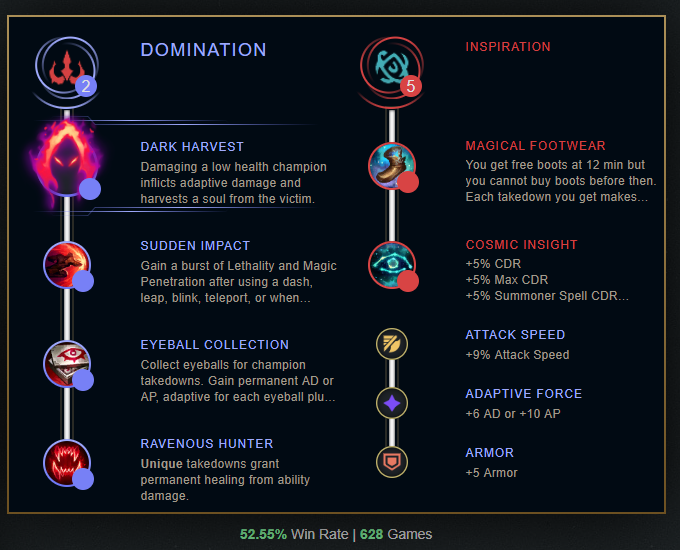 DOMINATION
2
DARK HARVEST
Damaging a low health champion
inflicts adaptive damage and
harvests a soul from the victim.
SUDDEN IMPACT
Gain a burst of Lethality and Magic
Penetration after using a dash,
leap, blink, teleport, or when...
EYEBALL COLLECTION
Collect eyeballs for champion
takedowns. Gain permanent AD or
AP, adaptive for each eyeball plu...
RAVENOUS HUNTER
Unique takedowns grant
permanent healing from ability
damage.
INSPIRATION
5
MAGICAL FOOTWEAR
You get free boots at 12 min but
you cannot buy boots before then.
Each takedown you get makes...
COSMIC INSIGHT
+5% CDR
+5% Max CDR
+5% Summoner Spell CDR...
ATTACK SPEED
+9% Attack Speed
ADAPTIVE FORCE
+6 AD or +10 AP
ARMOR
+5 Armor
52.55% Win Rate | 628 Games